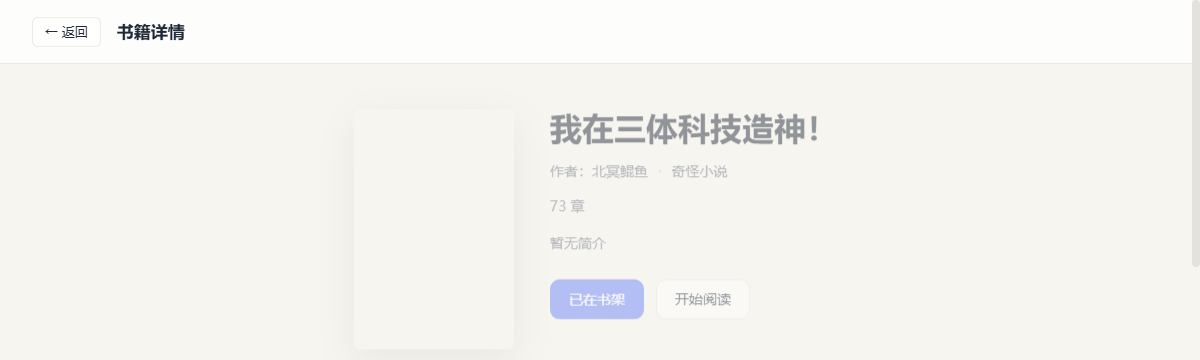 ← 返回 书籍详情
我在三体科技造神！
作者：北冥鲲鱼 · 奇怪小说
73 章
暂无简介
已在书架 开始阅读